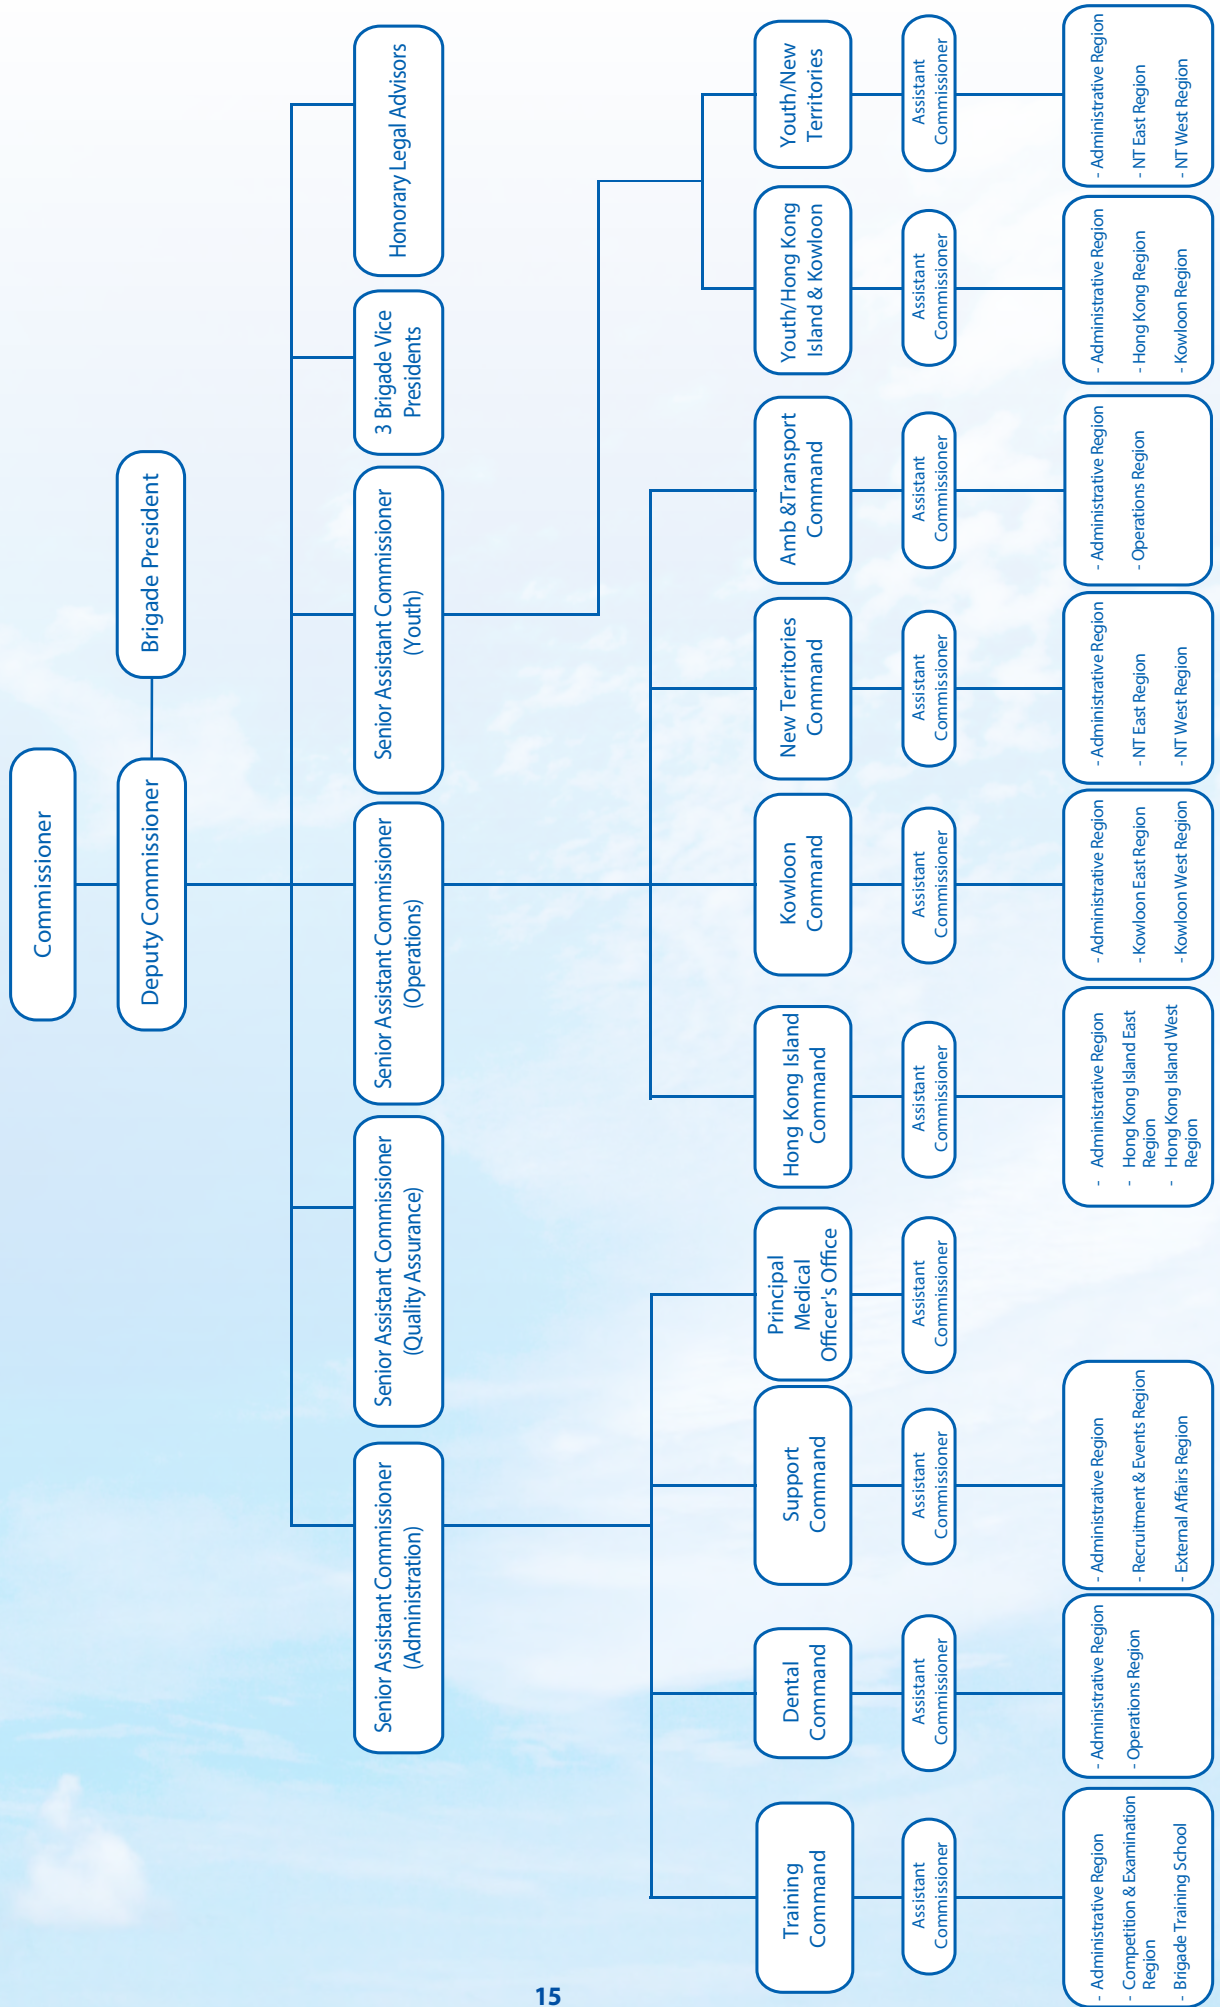 Commissioner
Deputy Commissioner
Brigade President
Senior Assistant Commissioner
(Administration)
Senior Assistant Commissioner
(Quality Assurance)
Senior Assistant Commissioner
(Operations)
Senior Assistant Commissioner
(Youth)
3 Brigade Vice
Presidents
Honorary Legal Advisors
Training
Command
Dental
Command
Support
Command
Principal
Medical
Officer's Office
Hong Kong Island
Command
Kowloon
Command
New Territories
Command
Amb &Transport
Command
Youth/Hong Kong
Island & Kowloon
Youth/New
Territories
Assistant
Commissioner
Assistant
Commissioner
Assistant
Commissioner
Assistant
Commissioner
Assistant
Commissioner
Assistant
Commissioner
Assistant
Commissioner
Assistant
Commissioner
Assistant
Commissioner
Assistant
Commissioner
- Administrative Region
- Competition & Examination
Region
- Brigade Training School
- Administrative Region
- Operations Region
- Administrative Region
- Recruitment & Events Region
- External Affairs Region
- Administrative Region
- Hong Kong Island East
Region
- Hong Kong Island West
Region
- Administrative Region
- Kowloon East Region
- Kowloon West Region
- Administrative Region
- NT East Region
- NT West Region
- Administrative Region
- Operations Region
- Administrative Region
- Hong Kong Region
- Kowloon Region
- Administrative Region
- NT East Region
- NT West Region
15